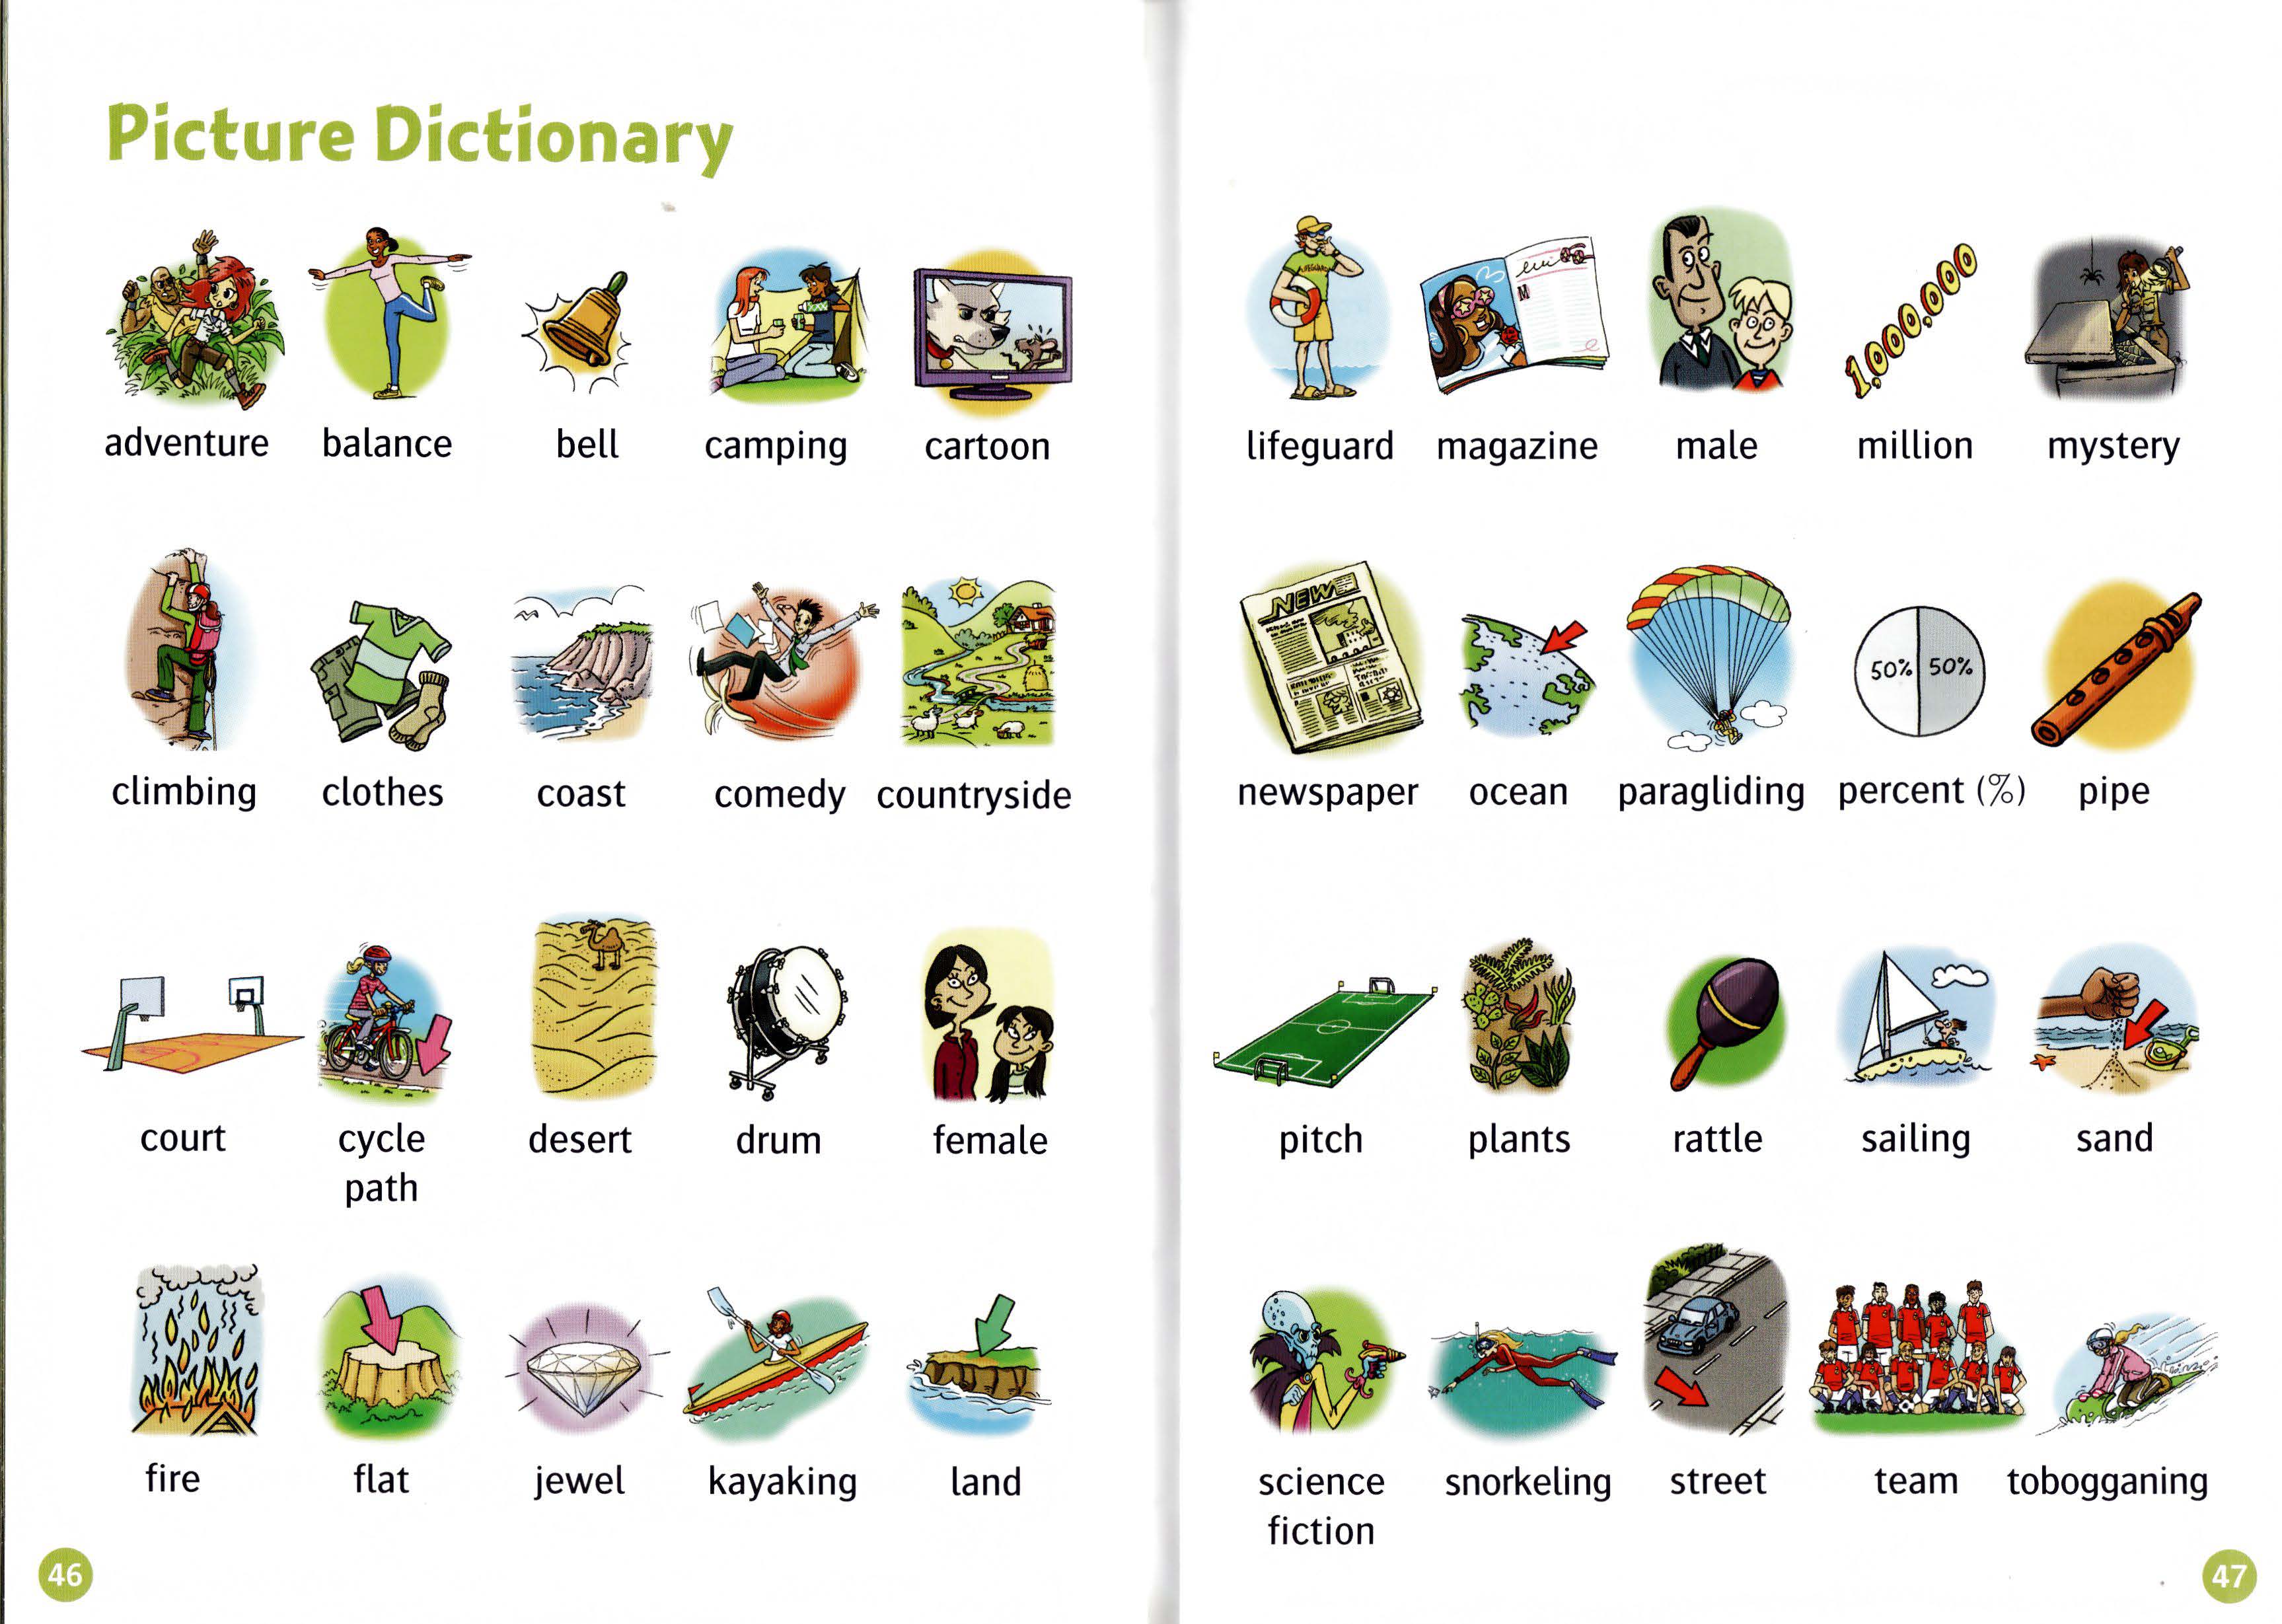 Picture Dictionary
adventure balance bell camping cartoon
climbing clothes coast comedy countryside
court cycle path desert drum female
fire flat jewel kayaking land
46
LIFEGUARD
M
1,000,000
lifeguard magazine male million mystery
NEW
50% 50%
newspaper ocean paragliding percent (%) pipe
pitch plants rattle sailing sand
science fiction snorkeling street team tobogganing
47